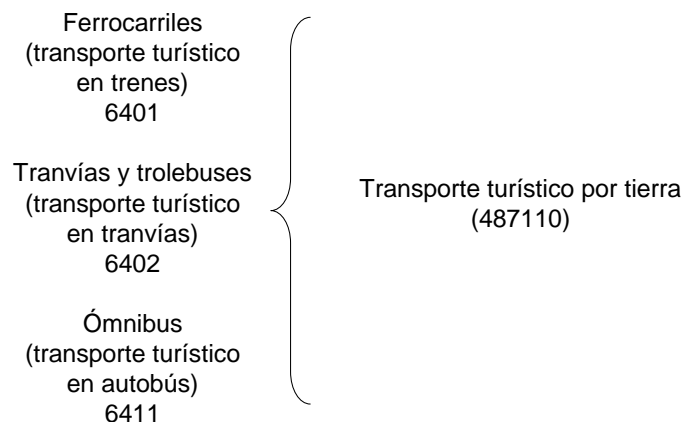 Ferrocarriles
(transporte turístico
en trenes)
6401
Tranvías y trolebuses
(transporte turístico
en tranvías)
6402
Ómnibus
(transporte turístico
en autobús)
6411
Transporte turístico por tierra
(487110)